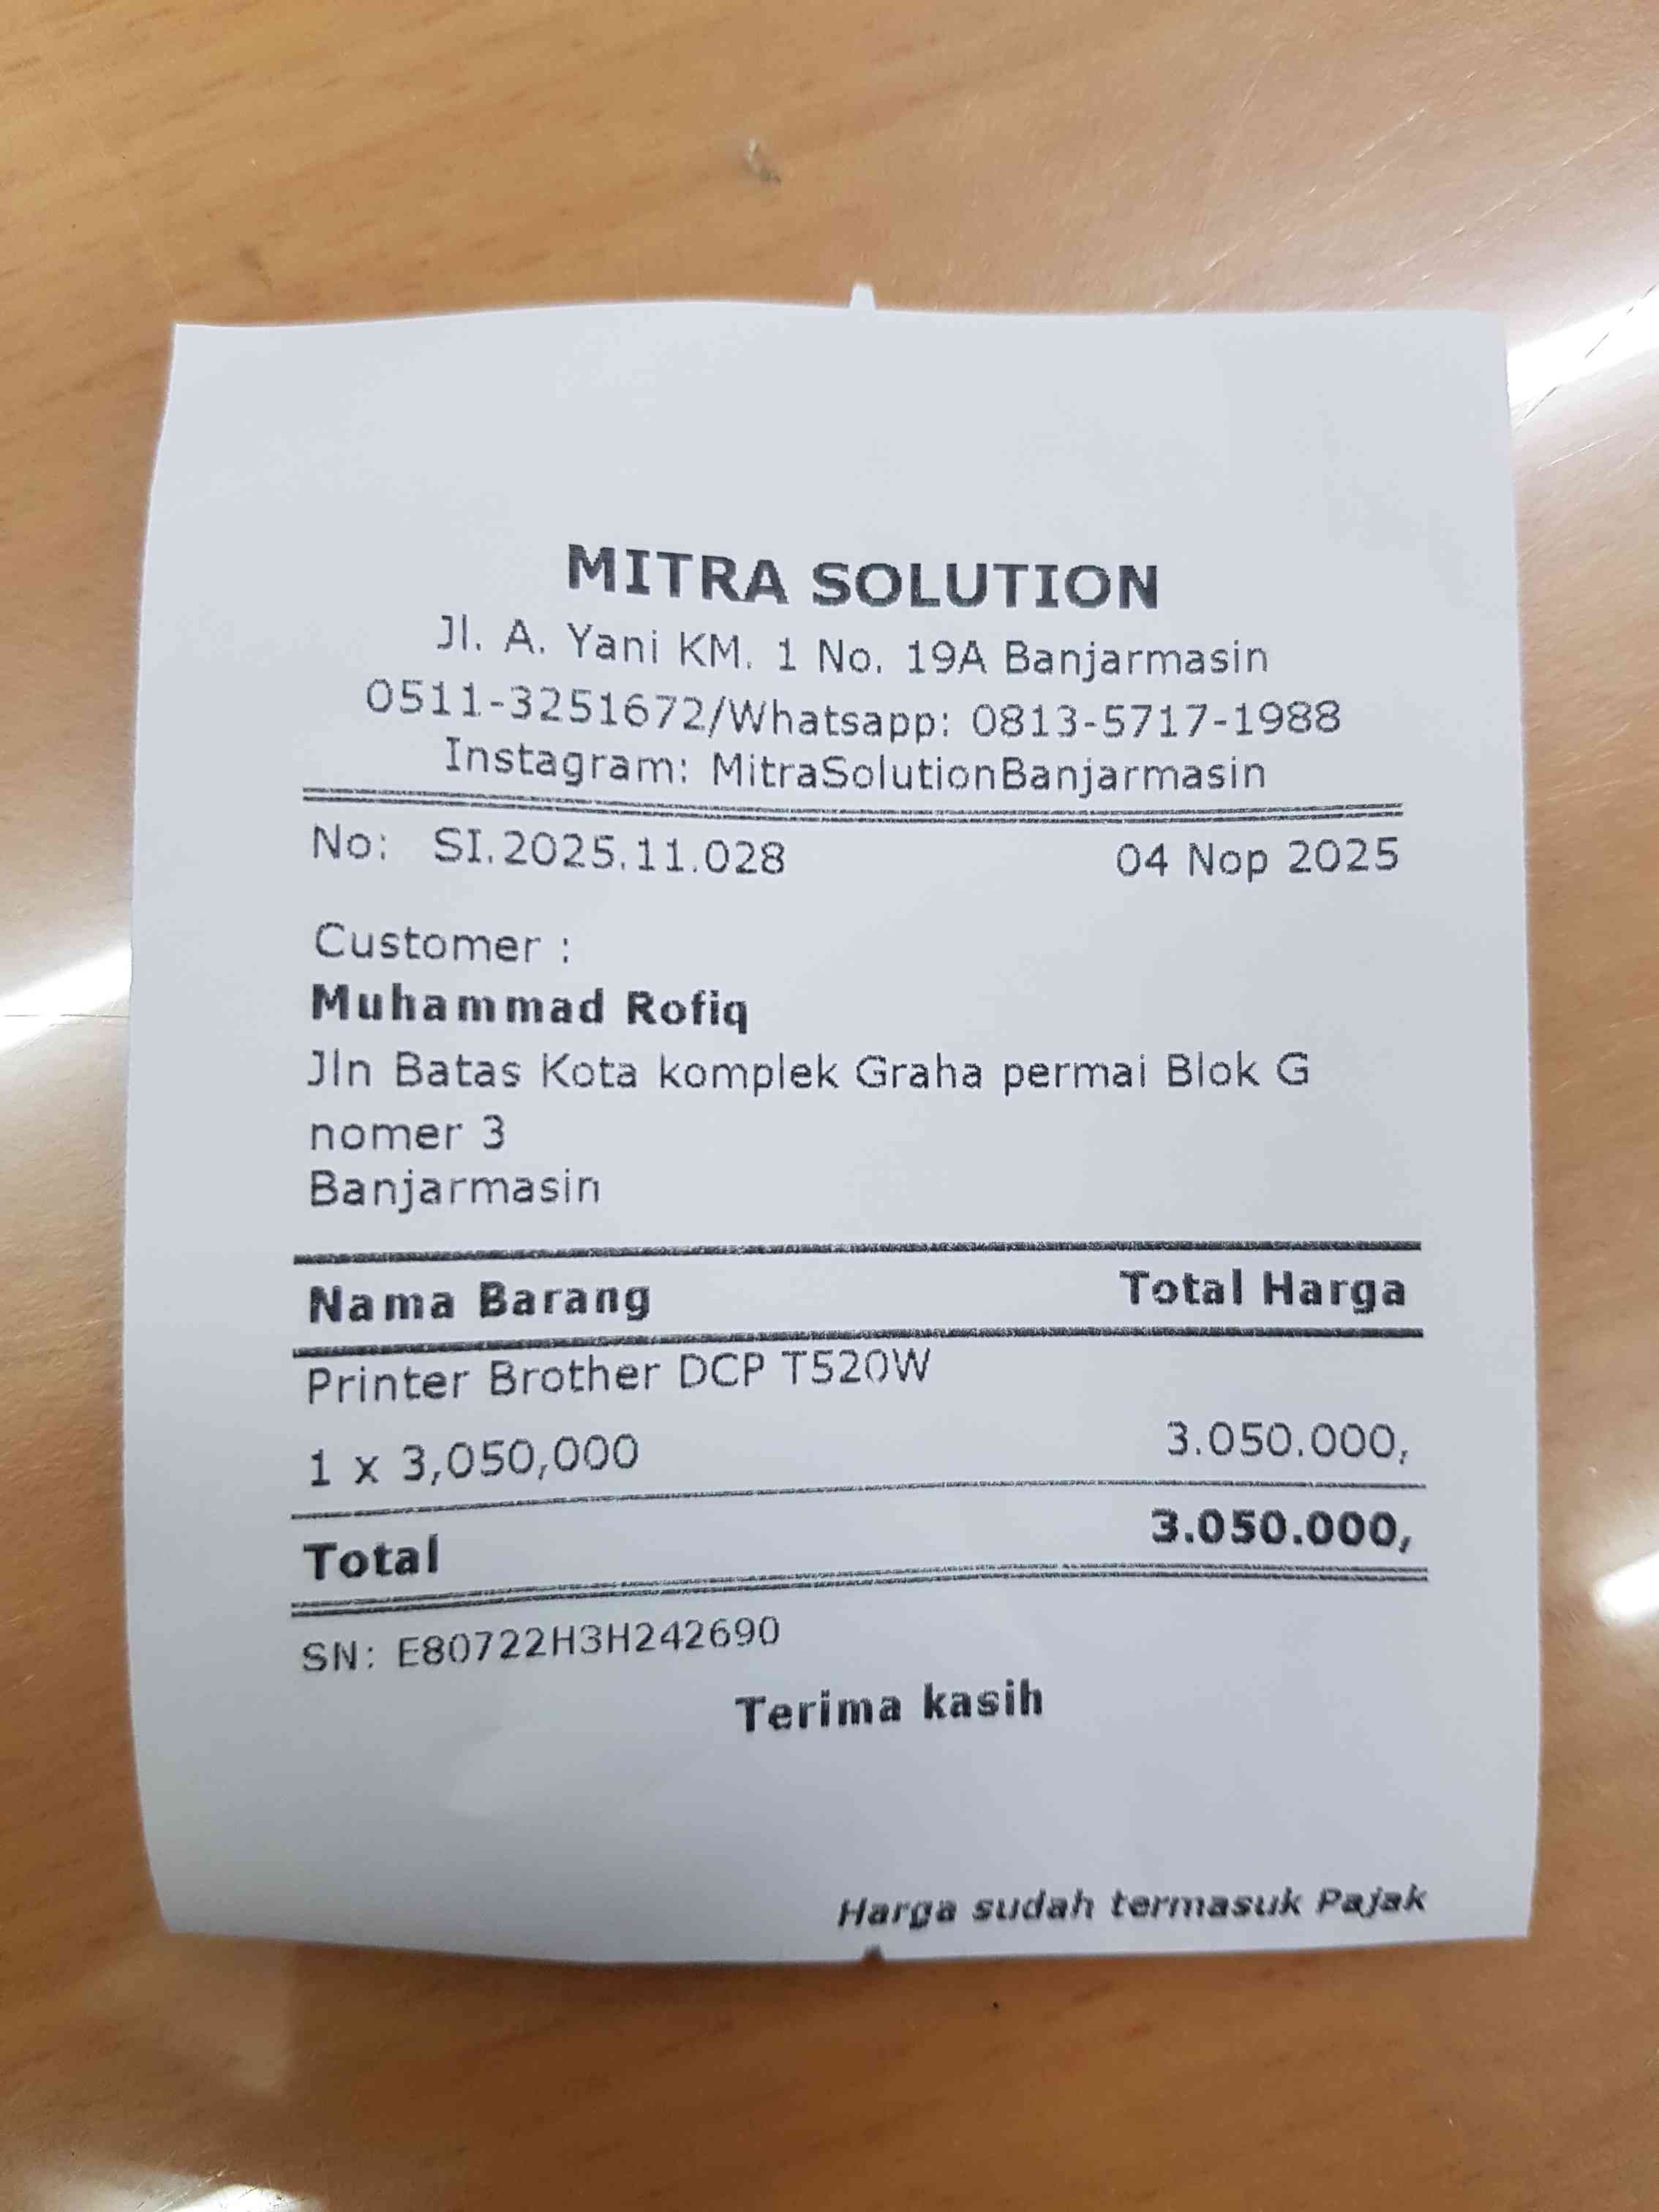 MITRA SOLUTION
Jl. A. Yani KM. 1 No. 19A Banjarmasin
0511-3251672/Whatsapp: 0813-5717-1988
Instagram: MitraSolutionBanjarmasin
No: SI.2025.11.028 04 Nop 2025
Customer :
Muhammad Rofiq
Jln Batas Kota komplek Graha permai Blok G
nomer 3
Banjarmasin
Nama Barang Total Harga
Printer Brother DCP T520W
1 x 3,050,000 3.050.000,
Total 3.050.000,
SN: E80722H3H242690
Terima kasih
Harga sudah termasuk Pajak